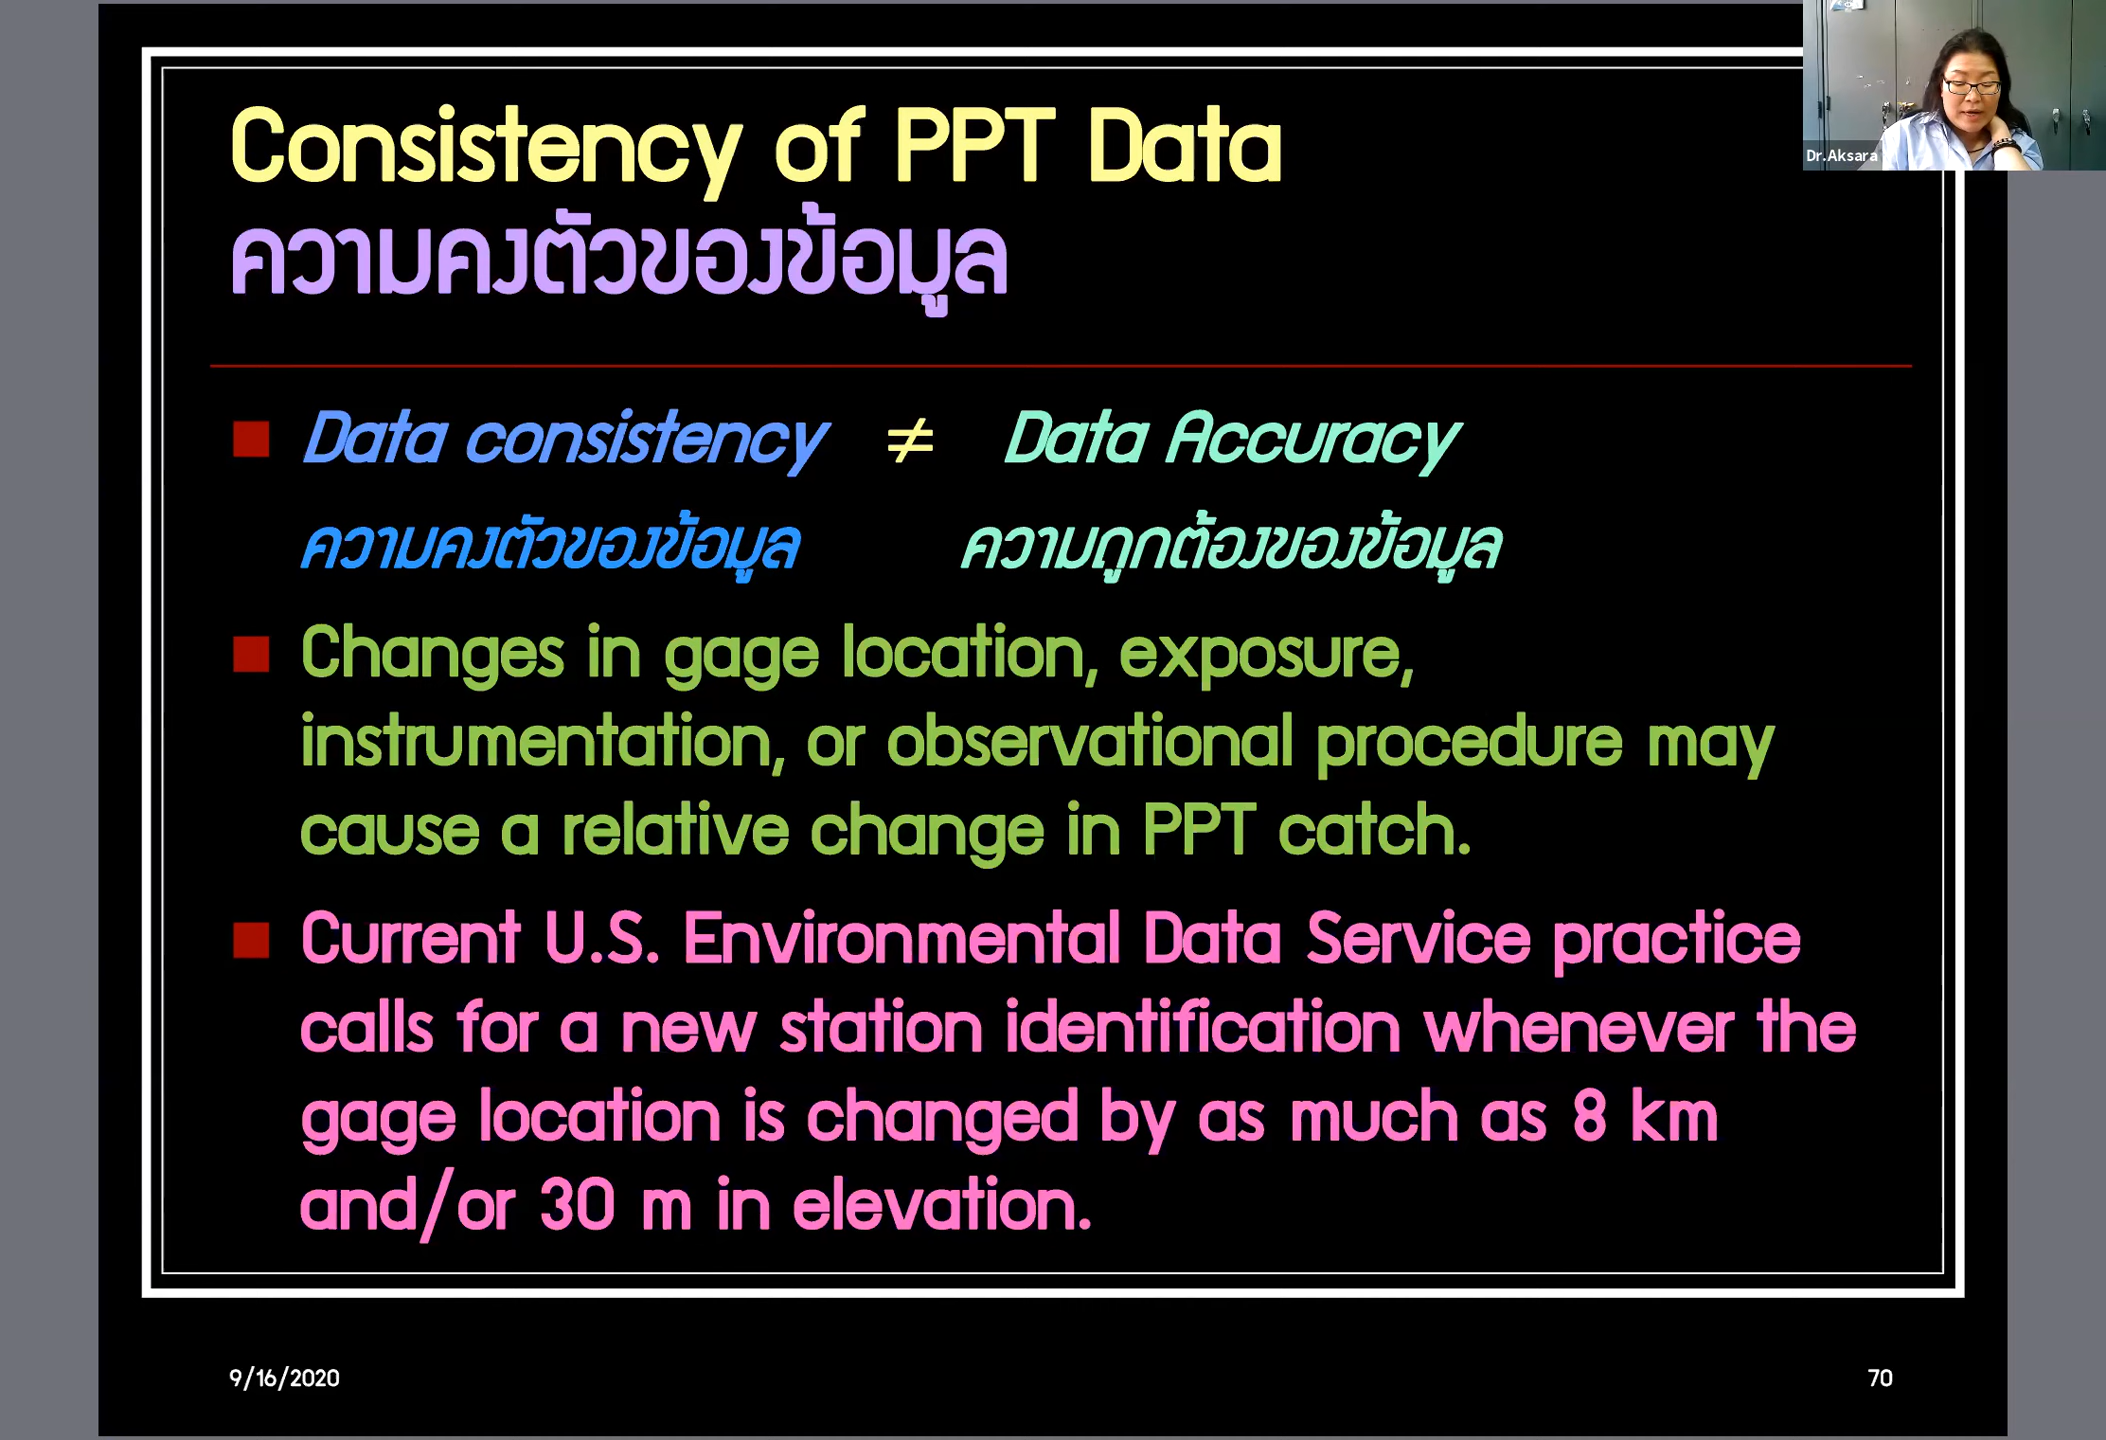 Consistency of PPT Data
ความคงตัวของข้อมูล
Dr.Aksara
Data consistency ≠ Data Accuracy
ความคงตัวของข้อมูล ความถูกต้องของข้อมูล
Changes in gage location, exposure,
instrumentation, or observational procedure may
cause a relative change in PPT catch.
Current U.S. Environmental Data Service practice
calls for a new station identification whenever the
gage location is changed by as much as 8 km
and/or 30 m in elevation.
9/16/2020
70